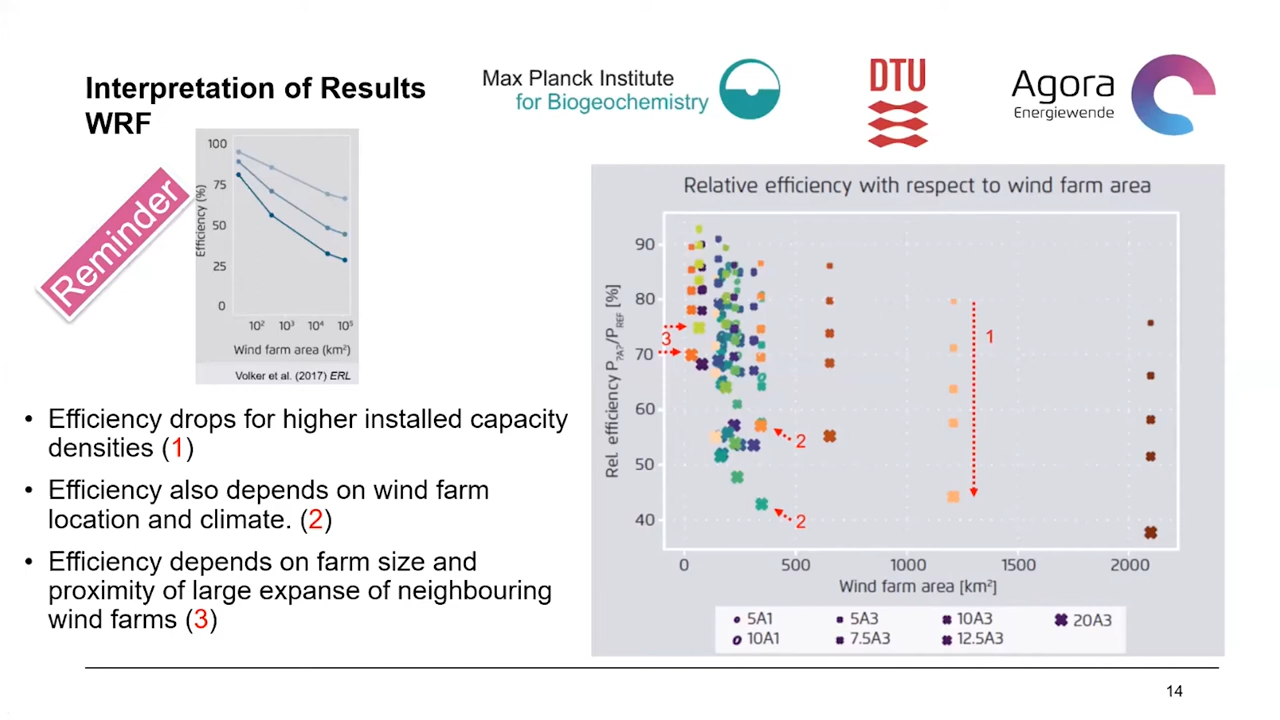 Interpretation of Results
WRF
Max Planck Institute
for Biogeochemistry
DTU
Agora
Energiewende
Reminder
100
75
50
25
0
Efficiency (%)
10² 10³ 10⁴ 10⁵
Wind farm area (km²)
Volker et al. (2017) ERL
• Efficiency drops for higher installed capacity
densities (1)
• Efficiency also depends on wind farm
location and climate. (2)
• Efficiency depends on farm size and
proximity of large expanse of neighbouring
wind farms (3)
Relative efficiency with respect to wind farm area
Rel. efficiency P?A?/PREF [%]
90
80
70
60
50
40
1
3
2
2
0 500 1000 1500 2000
Wind farm area [km²]
5A1 5A3 10A3 20A3
10A1 7.5A3 12.5A3
14